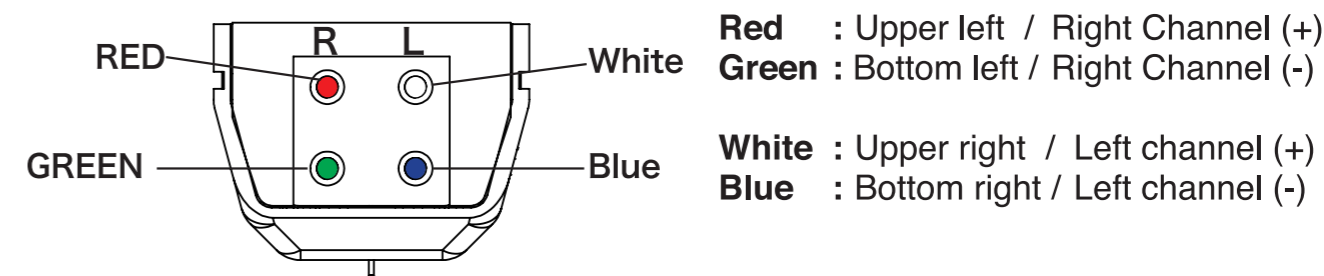 R L
RED
White
GREEN
Blue
Red : Upper left / Right Channel (+)
Green : Bottom left / Right Channel (-)
White : Upper right / Left channel (+)
Blue : Bottom right / Left channel (-)